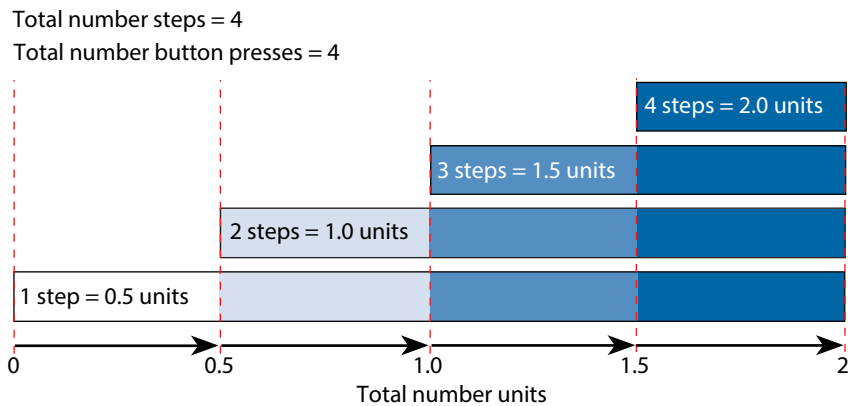 Total number steps = 4
Total number button presses = 4
4 steps = 2.0 units
3 steps = 1.5 units
2 steps = 1.0 units
1 step = 0.5 units
0 0.5 1.0 1.5 2
Total number units